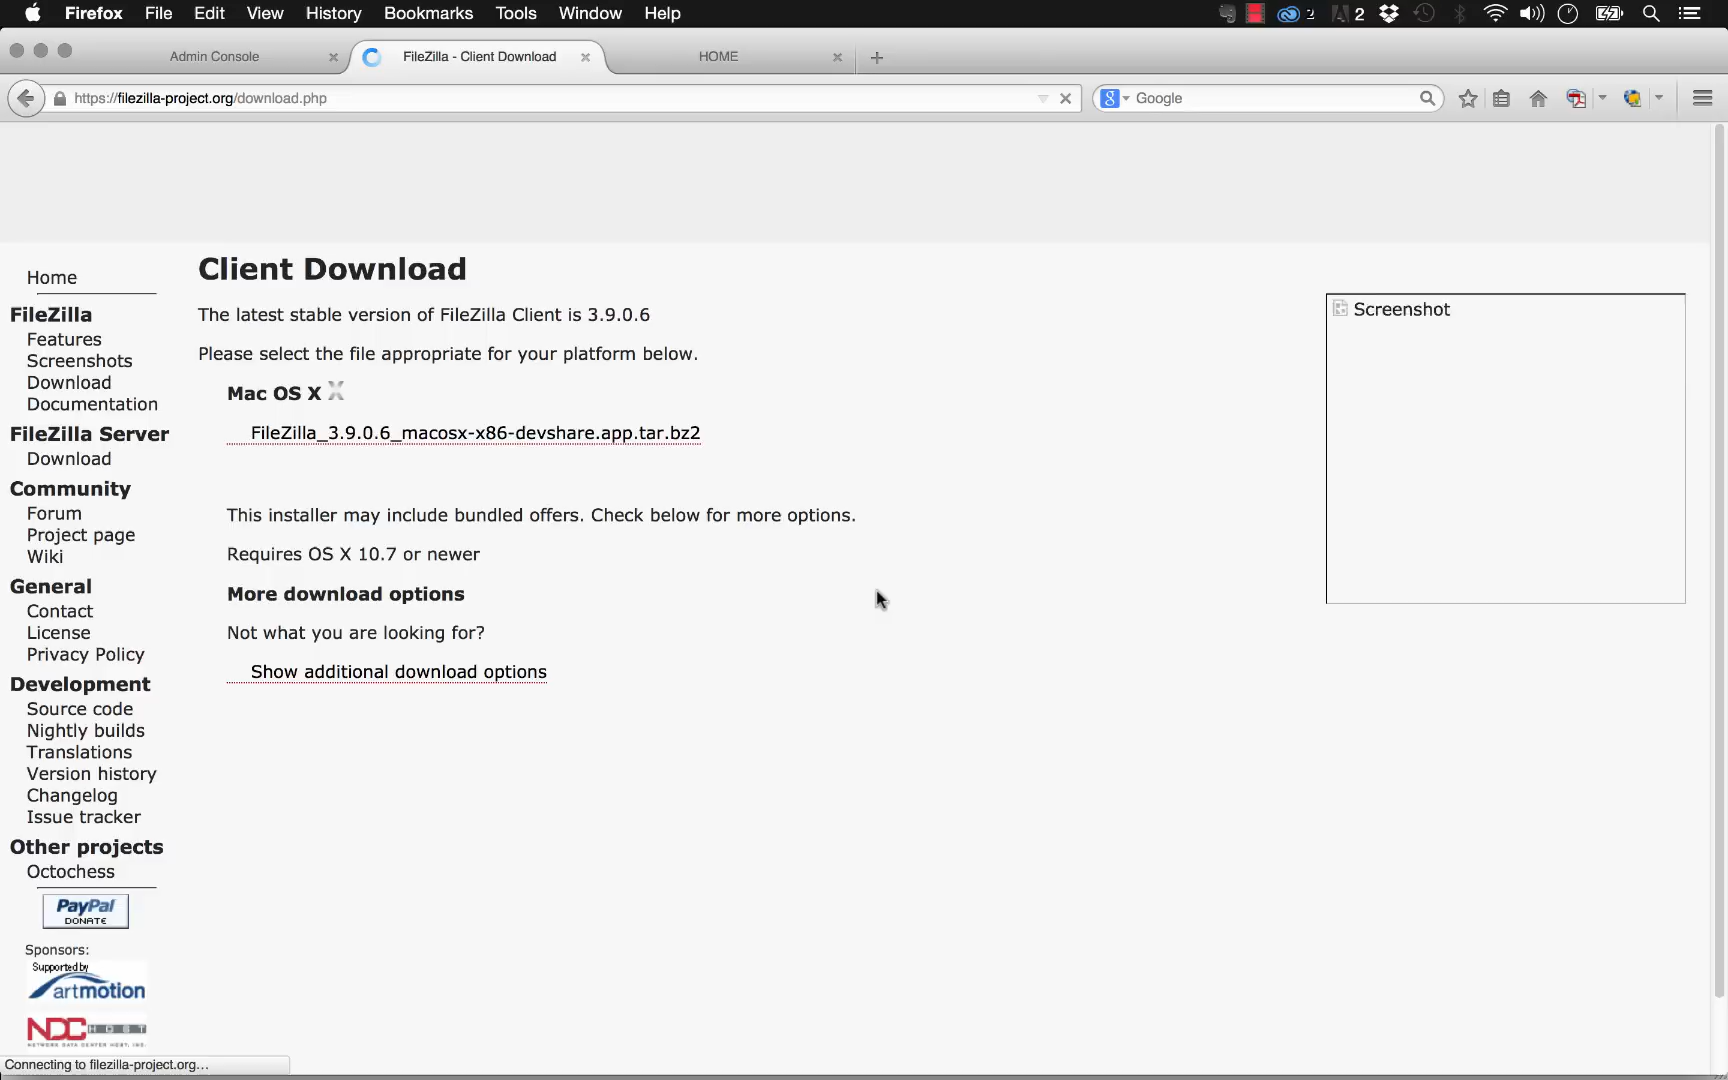 Firefox File Edit View History Bookmarks Tools Window Help 2 2
Admin Console FileZilla - Client Download HOME
https://filezilla-project.org/download.php Google
Client Download
The latest stable version of FileZilla Client is 3.9.0.6
Please select the file appropriate for your platform below.
Mac OS X
FileZilla_3.9.0.6_macosx-x86-devshare.app.tar.bz2
This installer may include bundled offers. Check below for more options.
Requires OS X 10.7 or newer
More download options
Not what you are looking for?
Show additional download options
Screenshot
Home
FileZilla
Features
Screenshots
Download
Documentation
FileZilla Server
Download
Community
Forum
Project page
Wiki
General
Contact
License
Privacy Policy
Development
Source code
Nightly builds
Translations
Version history
Changelog
Issue tracker
Other projects
Octochess
PayPal
DONATE
Sponsors:
Supported by
artmotion
NDC HOST
NETWORK DATA CENTER HOST, INC.
Connecting to filezilla-project.org...